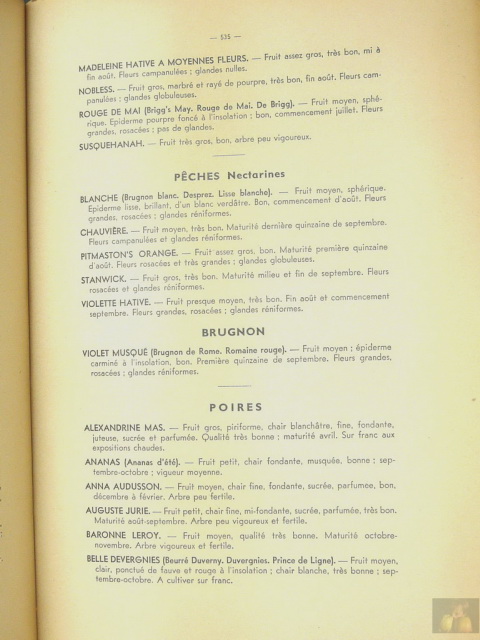 — 535 —
MADELEINE HATIVE A MOYENNES FLEURS. — Fruit assez gros, très bon, mi à
fin août. Fleurs campanulées ; glandes nulles.
NOBLESS. — Fruit gros, marbré et rayé de pourpre, très bon, fin août. Fleurs cam-
panulées ; glandes globuleuses.
ROUGE DE MAI (Brigg's May. Rouge de Mai. De Brigg). — Fruit moyen, sphé-
rique. Epiderme pourpre foncé à l'insolation ; bon, commencement juillet. Fleurs
grandes, rosacées ; pas de glandes.
SUSQUEHANAH. — Fruit très gros, bon, arbre peu vigoureux.
PÊCHES Nectarines
BLANCHE (Brugnon blanc. Desprez. Lisse blanche). — Fruit moyen, sphérique.
Epiderme lisse, brillant, d'un blanc verdâtre. Bon, commencement d'août. Fleurs
grandes, rosacées ; glandes réniformes.
CHAUVIÈRE. — Fruit moyen, très bon. Maturité dernière quinzaine de septembre.
Fleurs campanulées et glandes réniformes.
PITMASTON'S ORANGE. — Fruit assez gros, bon. Maturité première quinzaine
d'août. Fleurs rosacées et très grandes ; glandes globuleuses.
STANWICK. — Fruit gros, très bon. Maturité milieu et fin de septembre. Fleurs
rosacées et glandes réniformes.
VIOLETTE HATIVE. — Fruit presque moyen, très bon. Fin août et commencement
septembre. Fleurs grandes, rosacées ; glandes réniformes.
BRUGNON
VIOLET MUSQUÉ (Brugnon de Rome. Romaine rouge). — Fruit moyen ; épiderme
carminé à l'insolation, bon. Première quinzaine de septembre. Fleurs grandes,
rosacées ; glandes réniformes.
POIRES
ALEXANDRINE MAS. — Fruit gros, piriforme, chair blanchâtre, fine, fondante,
juteuse, sucrée et parfumée. Qualité très bonne ; maturité avril. Sur franc aux
expositions chaudes.
ANANAS (Ananas d'été). — Fruit petit, chair fondante, musquée, bonne ; sep-
tembre-octobre ; vigueur moyenne.
ANNA AUDUSSON. — Fruit moyen, chair fine, fondante, sucrée, parfumée, bon,
décembre à février. Arbre peu fertile.
AUGUSTE JURIE. — Fruit petit, chair fine, mi-fondante, sucrée, parfumée, très bon.
Maturité août-septembre. Arbre peu vigoureux et fertile.
BARONNE LEROY. — Fruit moyen, qualité très bonne. Maturité octobre-
novembre. Arbre vigoureux et fertile.
BELLE DEVERGNIES (Beurré Duverny. Duvergnies. Prince de Ligne). — Fruit moyen,
clair, ponctué de fauve et rouge à l'insolation ; chair blanche, très bonne ; sep-
tembre-octobre. A cultiver sur franc.